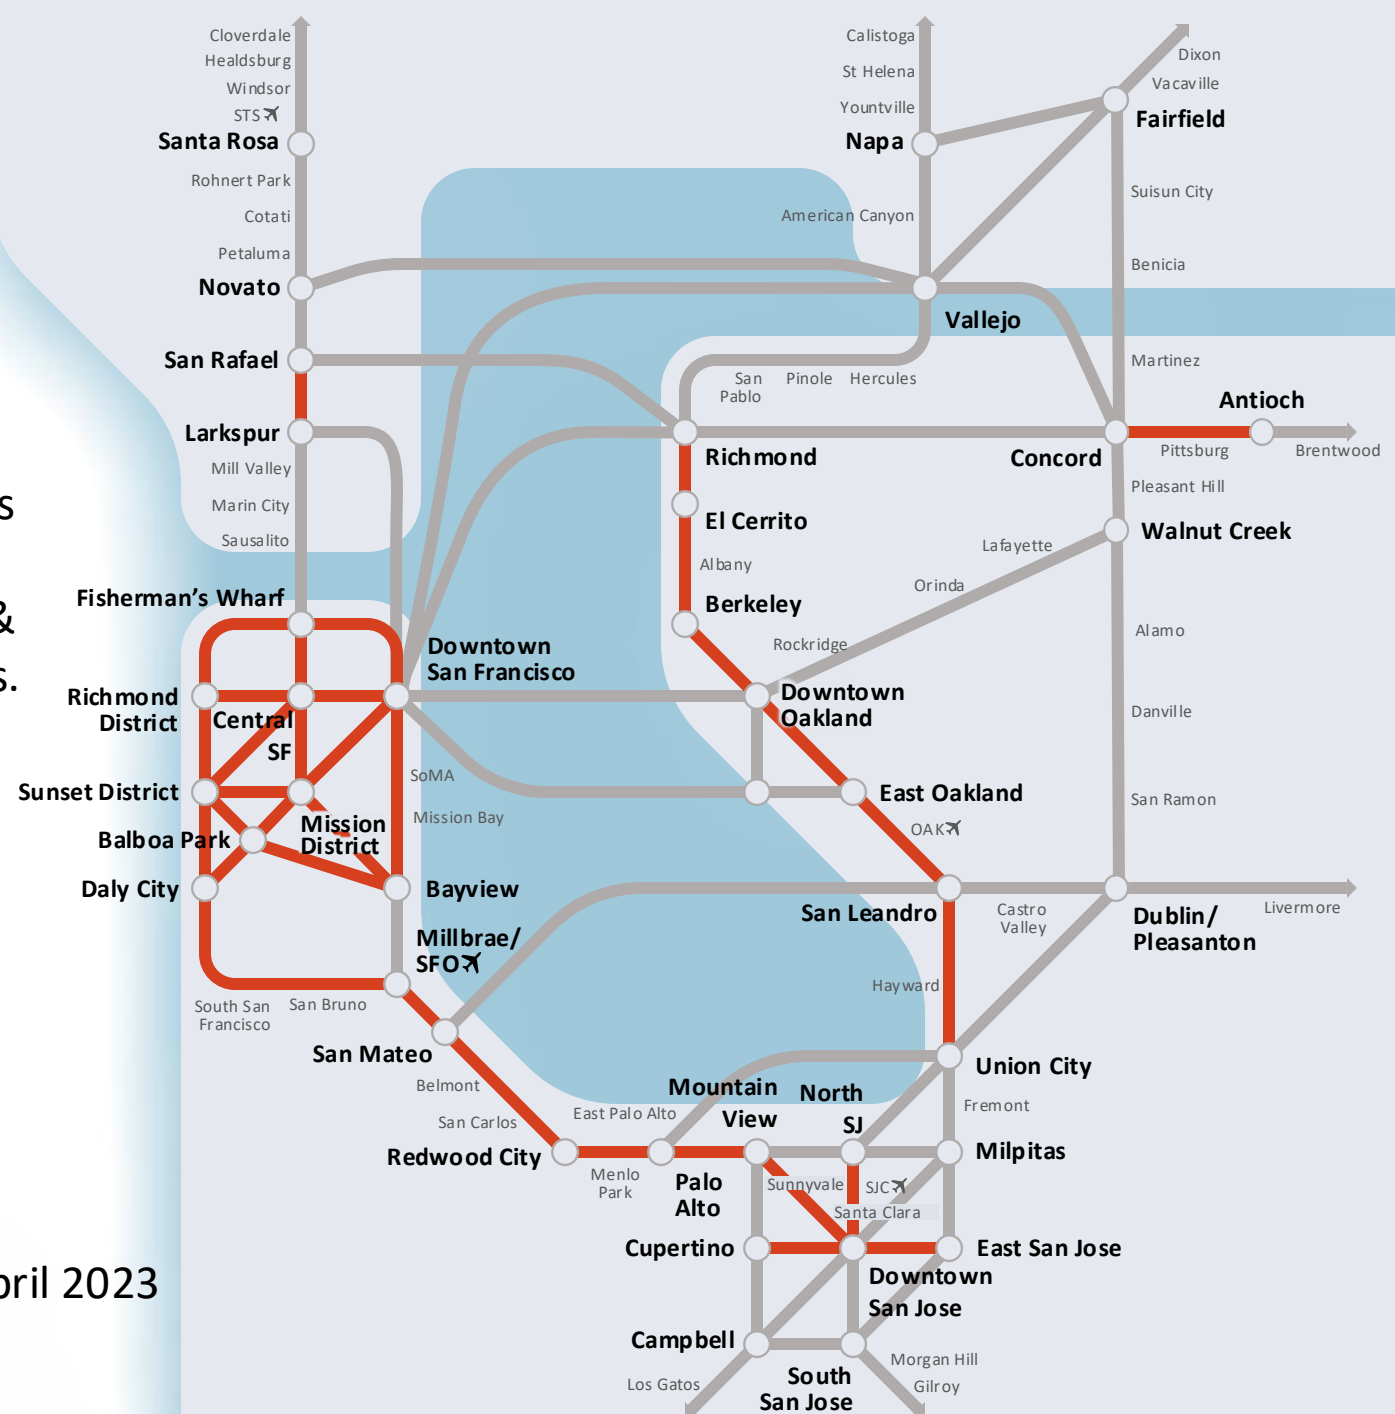 Cloverdale
Healdsburg
Windsor
STS
Santa Rosa
Rohnert Park
Cotati
Petaluma
Novato
San Rafael
Larkspur
Mill Valley
Marin City
Sausalito
Calistoga
St Helena
Yountville
Napa
American Canyon
Dixon
Vacaville
Fairfield
Suisun City
Benicia
Vallejo
Martinez
San
Pablo
Pinole
Hercules
Antioch
Pittsburg
Brentwood
Richmond
Concord
Pleasant Hill
El Cerrito
Walnut Creek
Lafayette
Albany
Orinda
Berkeley
Rockridge
Alamo
s
&
s.
Fisherman's Wharf
Downtown
San Francisco
Richmond
District
Central
SF
Downtown
Oakland
Danville
Sunset District
SoMA
Mission Bay
East Oakland
San Ramon
OAK
Balboa Park
Mission
District
Daly City
Bayview
San Leandro
Castro
Valley
Dublin/
Pleasanton
Livermore
Millbrae/
SFO
Hayward
South San
Francisco
San Bruno
San Mateo
Union City
Belmont
San Carlos
East Palo Alto
Mountain
View
North
SJ
Fremont
Redwood City
Menlo
Park
Palo
Alto
Sunnyvale
SJC
Santa Clara
Milpitas
Cupertino
East San Jose
Downtown
San Jose
pril 2023
Campbell
South
San Jose
Los Gatos
Morgan Hill
Gilroy